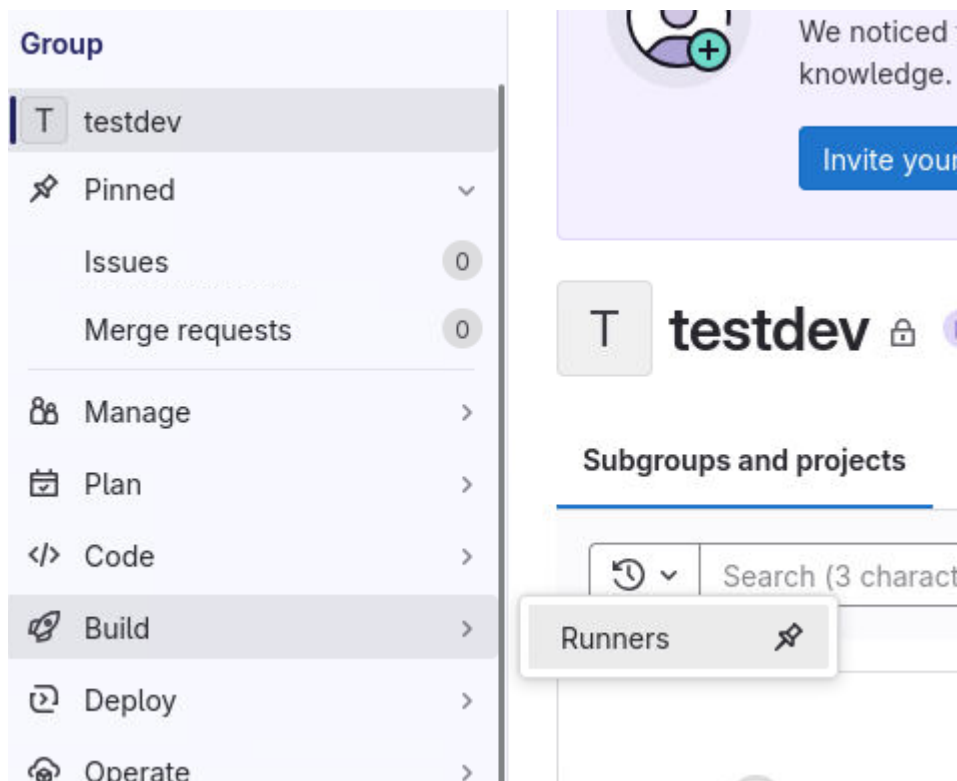 Group
T testdev
Pinned
Issues 0
Merge requests 0
Manage
Plan
Code
Build
Deploy
Operate
We noticed
knowledge.
Invite your
T testdev
Subgroups and projects
Search (3 charact
Runners